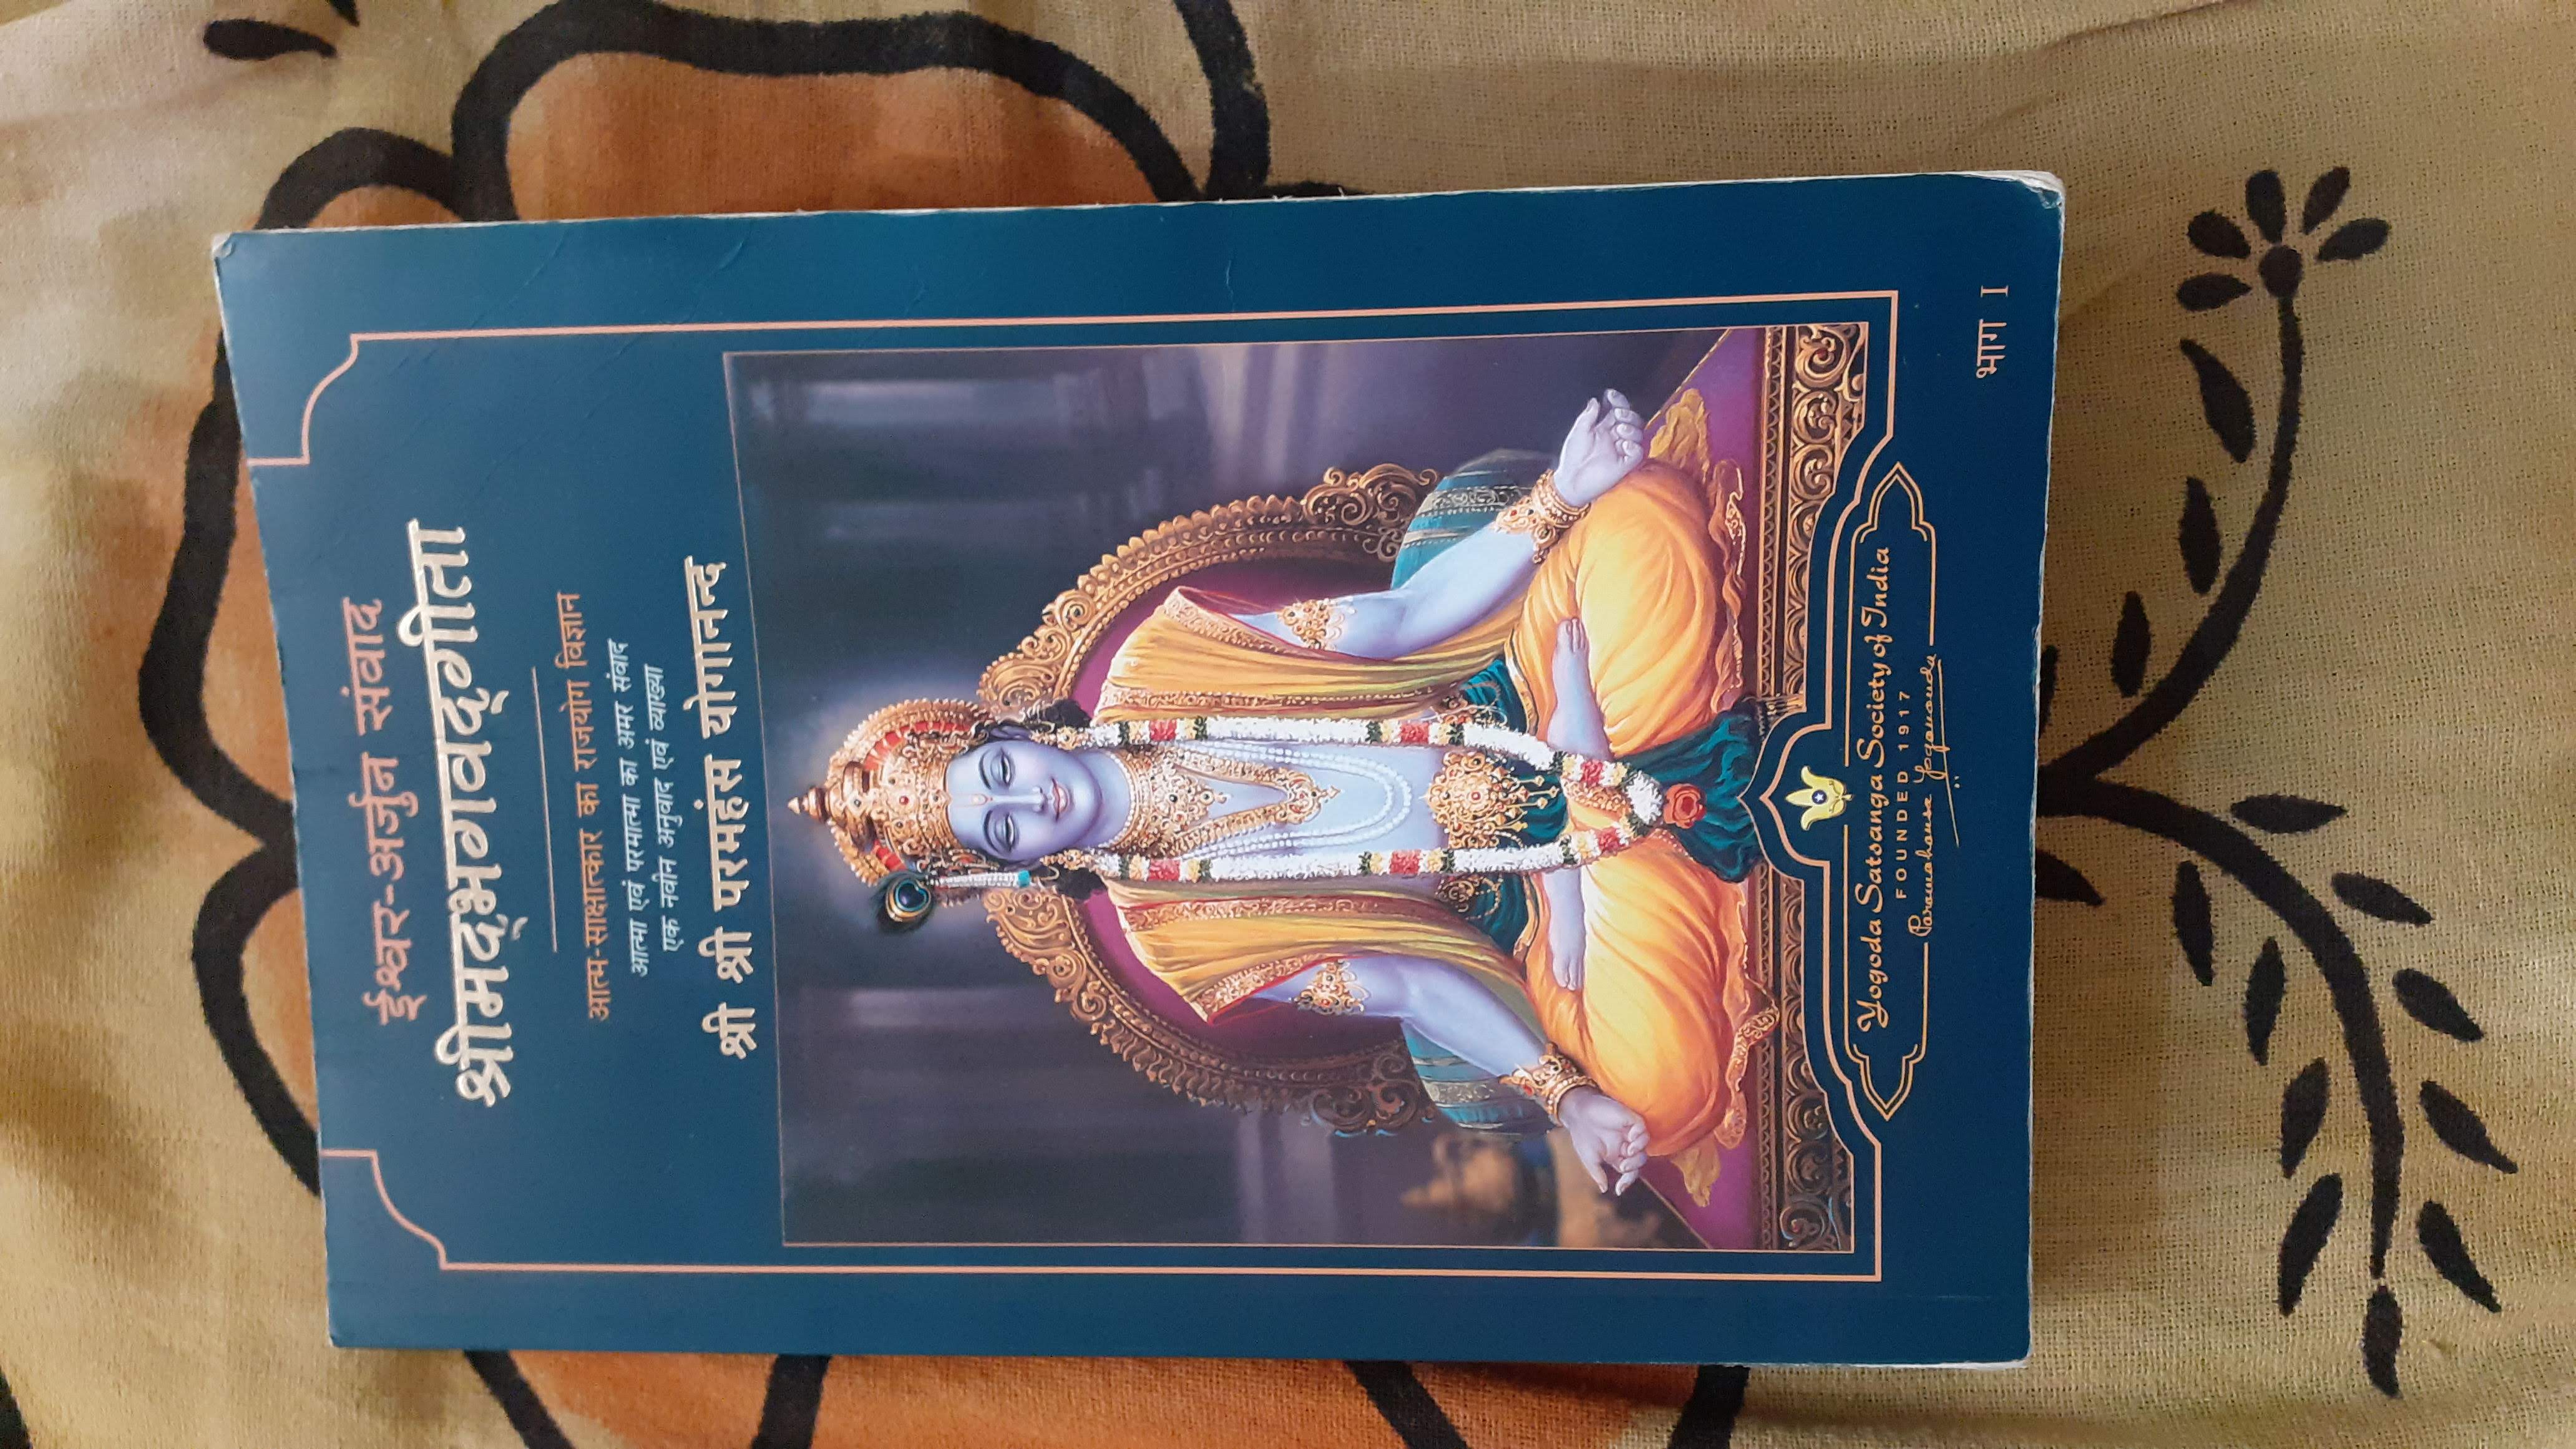 ईश्वर-अर्जुन संवाद
श्रीमद्‌भगवद्‌गीता
आत्म-साक्षात्कार का राजयोग विज्ञान
आत्मा एवं परमात्मा का अमर संवाद
एक नवीन अनुवाद एवं व्याख्या
श्री श्री परमहंस योगानन्द
Yogoda Satsanga Society of India
FOUNDED 1917
Paramahansa Yogananda
भाग I